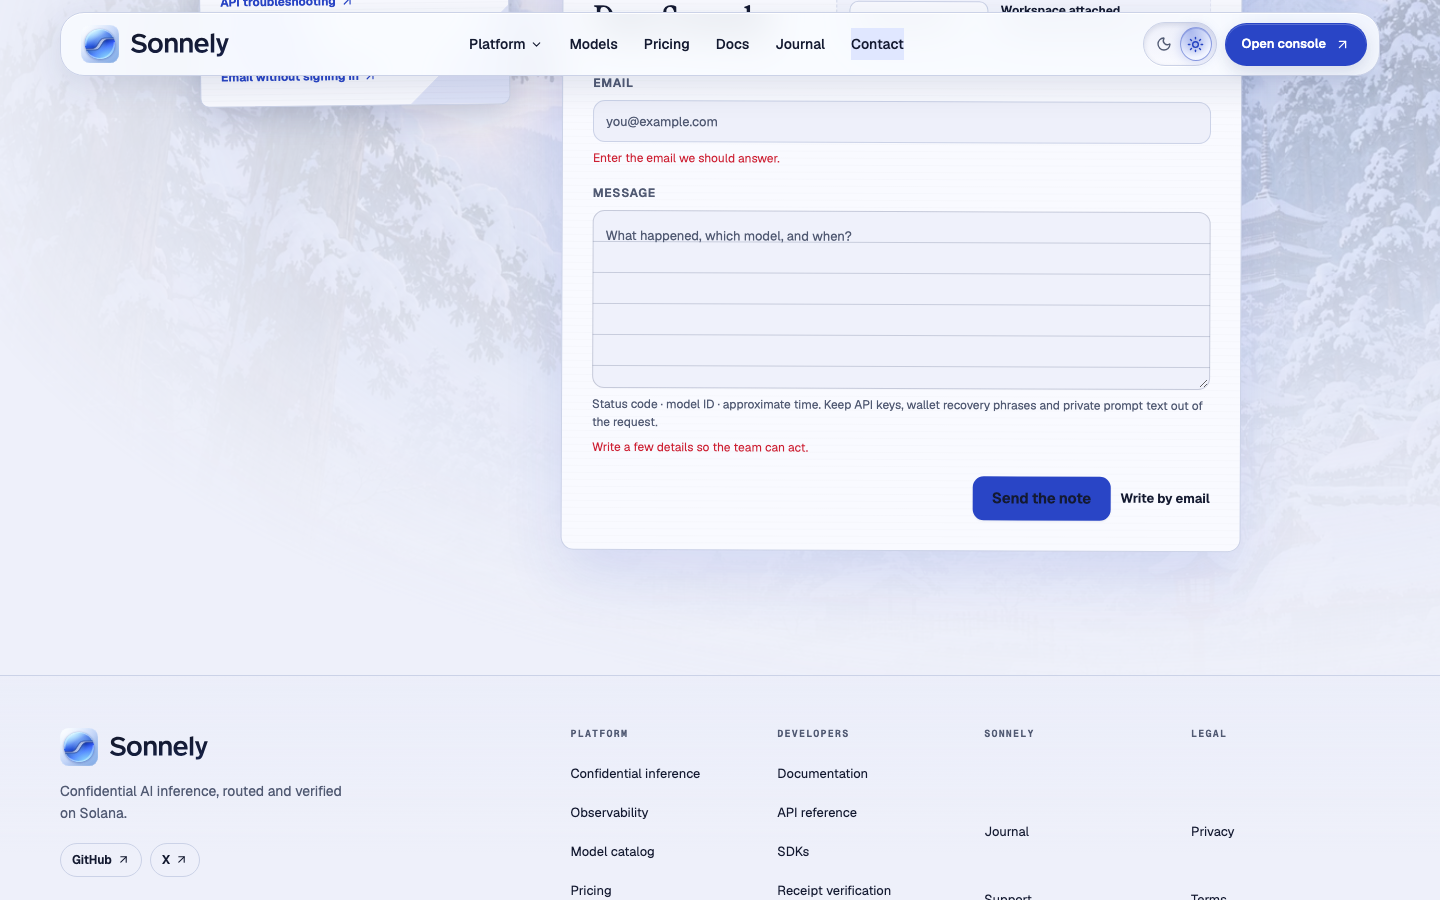 API troubleshooting
Workspace attached
Sonnely
Platform
Models
Pricing
Docs
Journal
Contact
Open console
Email without signing in
EMAIL
you@example.com
Enter the email we should answer.
MESSAGE
What happened, which model, and when?
Status code · model ID · approximate time. Keep API keys, wallet recovery phrases and private prompt text out of
the request.
Write a few details so the team can act.
Send the note
Write by email
Sonnely
Confidential AI inference, routed and verified
on Solana.
GitHub
X
PLATFORM
Confidential inference
Observability
Model catalog
Pricing
DEVELOPERS
Documentation
API reference
SDKs
Receipt verification
SONNELY
Journal
Support
LEGAL
Privacy
Terms